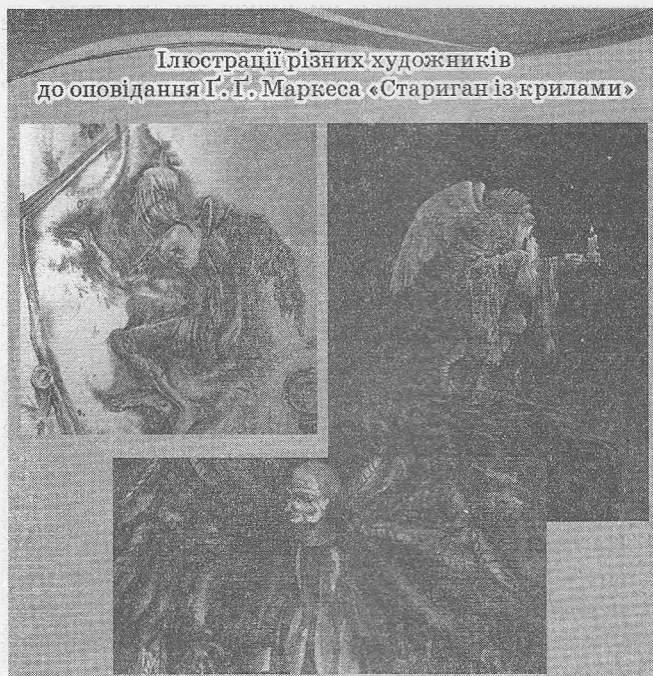 Ілюстрації різних художників
до оповідання Ґ. Ґ. Маркеса «Стариган із крилами»